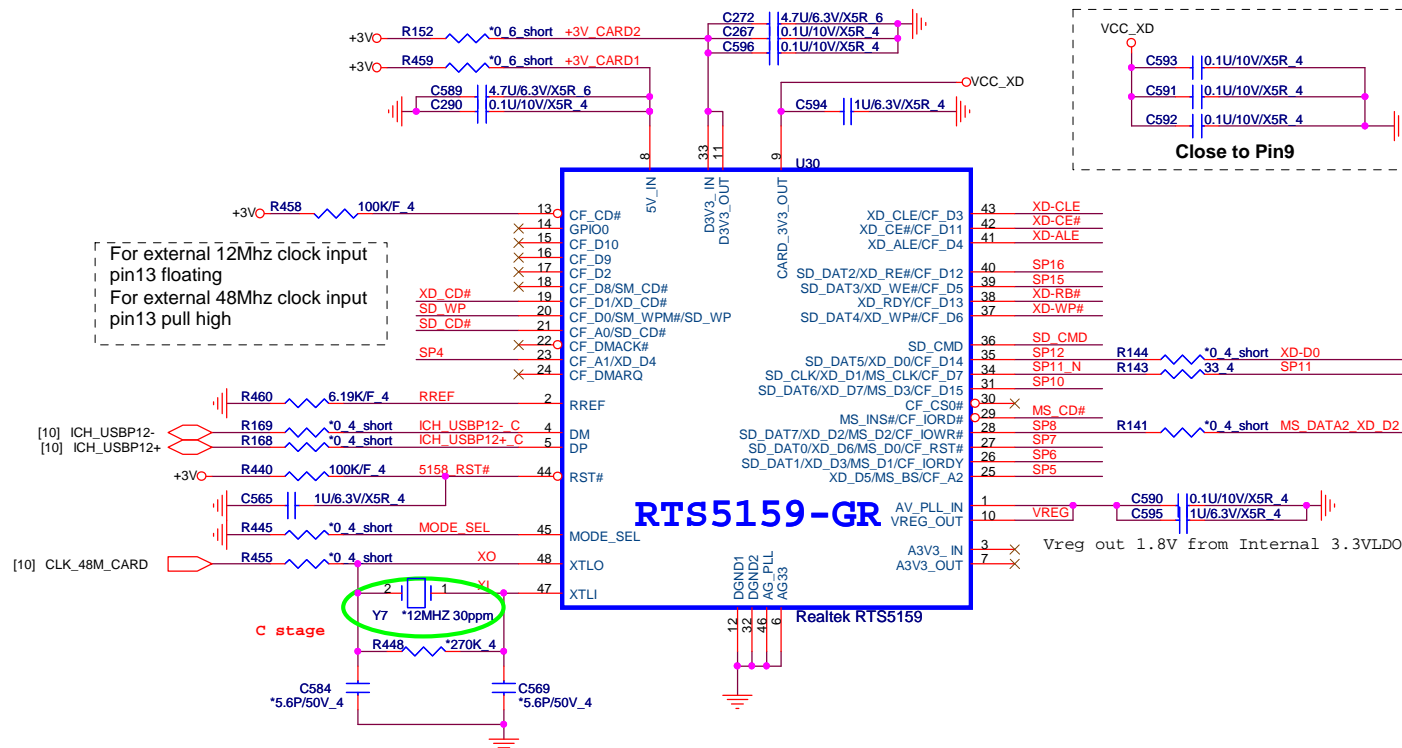 +3V R152 *0_6_short +3V_CARD2
+3V R459 *0_6_short +3V_CARD1
C589 4.7U/6.3V/X5R_6
C290 0.1U/10V/X5R_4
C272 4.7U/6.3V/X5R_6
C267 0.1U/10V/X5R_4
C596 0.1U/10V/X5R_4
VCC_XD
C594 1U/6.3V/X5R_4
VCC_XD
C593 0.1U/10V/X5R_4
C591 0.1U/10V/X5R_4
C592 0.1U/10V/X5R_4
Close to Pin9
8 33 11 9
U30
5V_IN D3V3_IN D3V3_OUT CARD_3V3_OUT
+3V R458 100K/F_4 13 CF_CD#
14 GPIO0
15 CF_D10
16 CF_D9
17 CF_D2
18 CF_D8/SM_CD#
XD_CD# 19 CF_D1/XD_CD#
SD_WP 20 CF_D0/SM_WPM#/SD_WP
SD_CD# 21 CF_A0/SD_CD#
22 CF_DMACK#
SP4 23 CF_A1/XD_D4
24 CF_DMARQ
For external 12Mhz clock input
pin13 floating
For external 48Mhz clock input
pin13 pull high
R460 6.19K/F_4 RREF 2 RREF
[10] ICH_USBP12- R169 *0_4_short ICH_USBP12-_C 4 DM
[10] ICH_USBP12+ R168 *0_4_short ICH_USBP12+_C 5 DP
+3V R440 100K/F_4 5158_RST# 44 RST#
C565 1U/6.3V/X5R_4
R445 *0_4_short MODE_SEL 45 MODE_SEL
[10] CLK_48M_CARD R455 *0_4_short XO 48 XTLO
2 1 XI 47 XTLI
Y7 *12MHZ 30ppm
C stage
R448 *270K_4
C584
*5.6P/50V_4
C569
*5.6P/50V_4
RTS5159-GR
XD_CLE/CF_D3 43 XD-CLE
XD_CE#/CF_D11 42 XD-CE#
XD_ALE/CF_D4 41 XD-ALE
SD_DAT2/XD_RE#/CF_D12 40 SP16
SD_DAT3/XD_WE#/CF_D5 39 SP15
XD_RDY/CF_D13 38 XD-RB#
SD_DAT4/XD_WP#/CF_D6 37 XD-WP#
SD_CMD 36 SD_CMD
SD_DAT5/XD_D0/CF_D14 35 SP12 R144 *0_4_short XD-D0
SD_CLK/XD_D1/MS_CLK/CF_D7 34 SP11_N R143 33_4 SP11
SD_DAT6/XD_D7/MS_D3/CF_D15 31 SP10
CF_CS0# 30
MS_INS#/CF_IORD# 29 MS_CD#
SD_DAT7/XD_D2/MS_D2/CF_IOWR# 28 SP8 R141 *0_4_short MS_DATA2_XD_D2
SD_DAT0/XD_D6/MS_D0/CF_RST# 27 SP7
SD_DAT1/XD_D3/MS_D1/CF_IORDY 26 SP6
XD_D5/MS_BS/CF_A2 25 SP5
AV_PLL_IN 1 C590 0.1U/10V/X5R_4
VREG_OUT 10 VREG C595 1U/6.3V/X5R_4
Vreg out 1.8V from Internal 3.3VLDO
A3V3_IN 3
A3V3_OUT 7
DGND1 DGND2 AG_PLL AG33
12 32 46 6
Realtek RTS5159